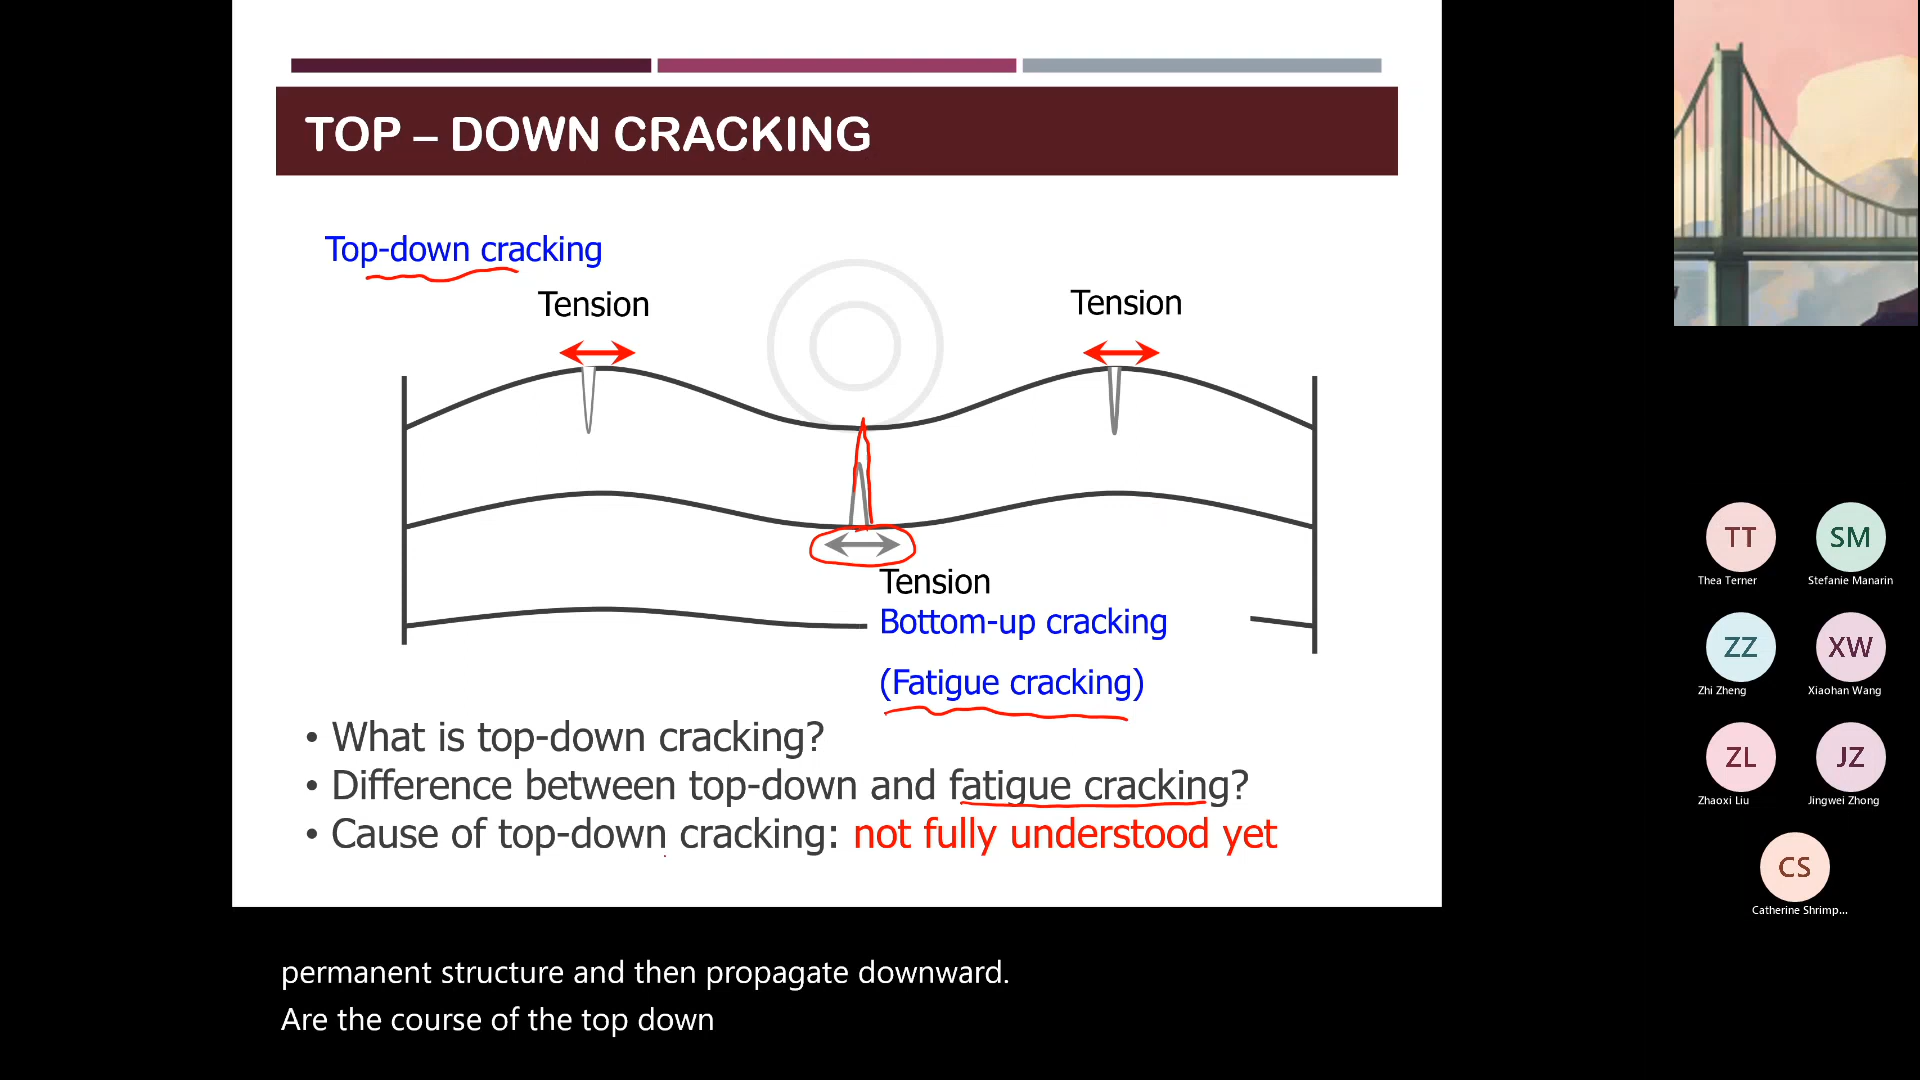 TOP – DOWN CRACKING
Top-down cracking
Tension
Tension
Tension
Bottom-up cracking
(Fatigue cracking)
• What is top-down cracking?
• Difference between top-down and fatigue cracking?
• Cause of top-down cracking: not fully understood yet
permanent structure and then propagate downward.
Are the course of the top down
TT
SM
Thea Terner
Stefanie Manarin
ZZ
XW
Zhi Zheng
Xiaohan Wang
ZL
JZ
Zhaoxi Liu
Jingwei Zhong
CS
Catherine Shrimp...